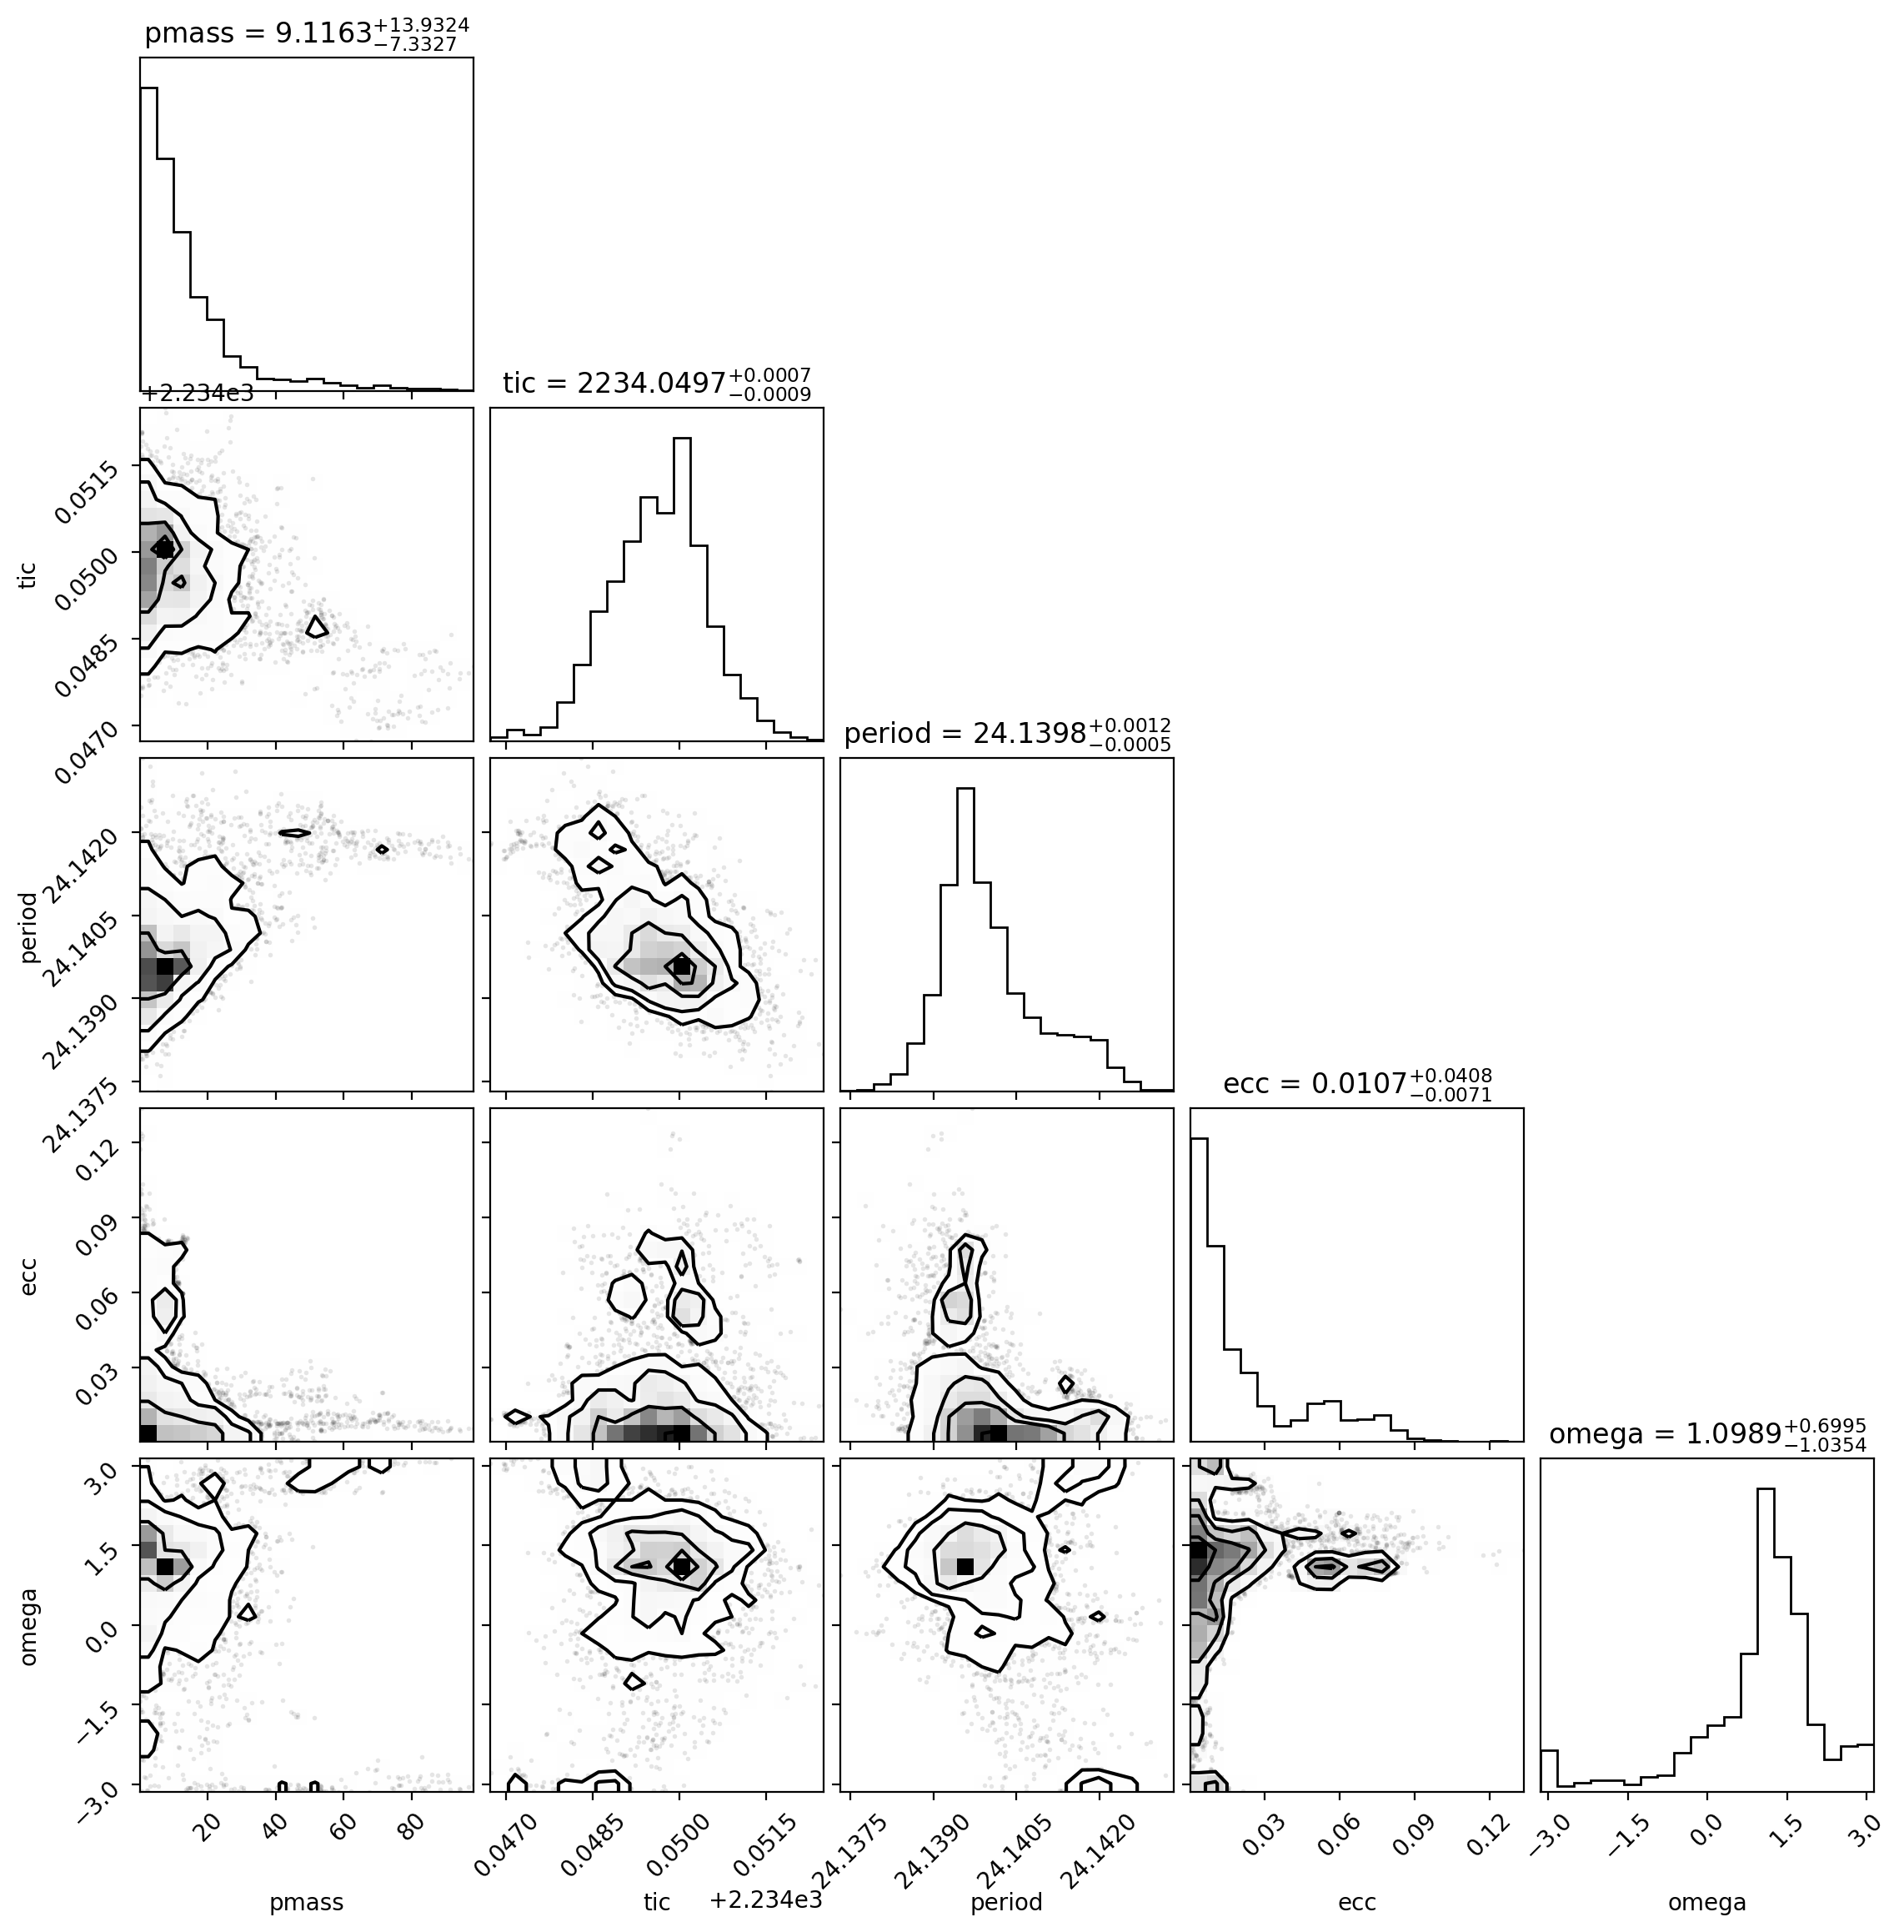 pmass = 9.1163+13.9324 −7.3327
+2.234e3
tic = 2234.0497+0.0007 −0.0009
tic
0.0515
0.0500
0.0485
0.0470
period = 24.1398+0.0012 −0.0005
period
24.1420
24.1405
24.1390
24.1375
ecc = 0.0107+0.0408 −0.0071
ecc
0.12
0.09
0.06
0.03
omega = 1.0989+0.6995 −1.0354
omega
3.0
1.5
0.0
−1.5
−3.0
20 40 60 80
0.0470 0.0485 0.0500 0.0515
24.1375 24.1390 24.1405 24.1420
0.03 0.06 0.09 0.12
−3.0 −1.5 0.0 1.5 3.0
pmass tic +2.234e3 period ecc omega